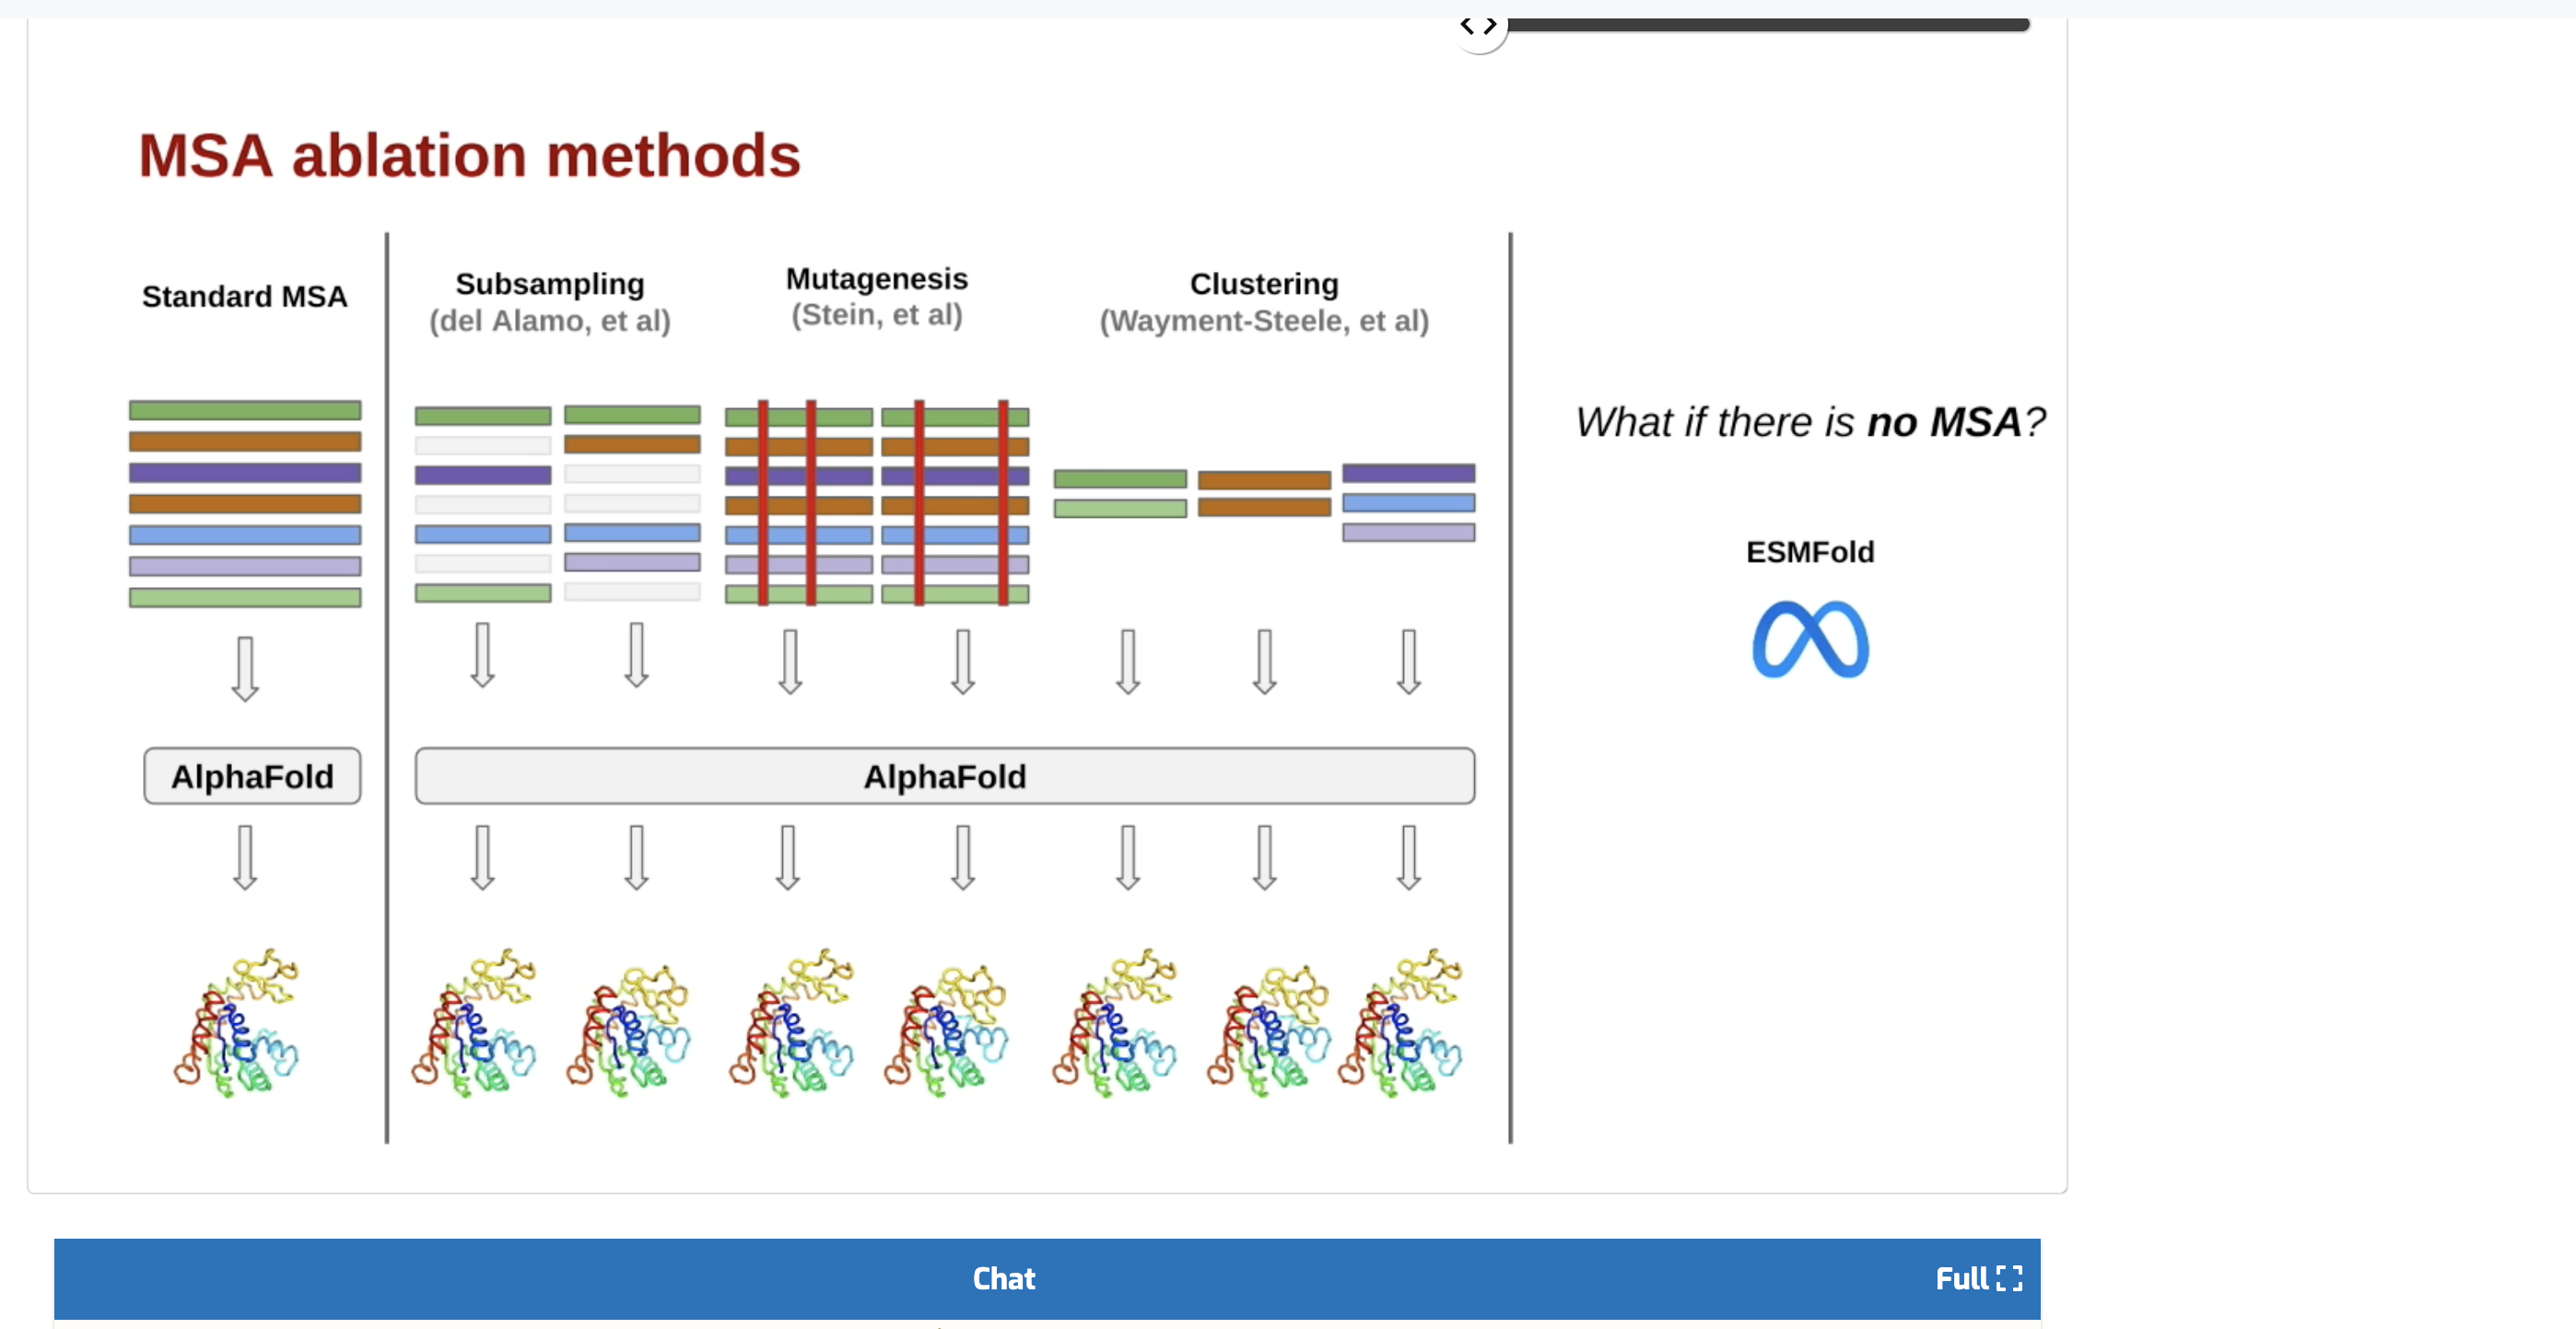 MSA ablation methods
Standard MSA
Subsampling
(del Alamo, et al)
Mutagenesis
(Stein, et al)
Clustering
(Wayment-Steele, et al)
What if there is no MSA?
ESMFold
AlphaFold
AlphaFold
Chat
Full